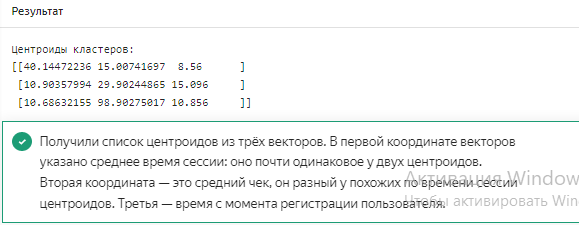 Результат
Центроиды кластеров:
[[40.14472236 15.00741697  8.56      ]
 [10.90357994 29.90244865 15.096     ]
 [10.68632155 98.90275017 10.856     ]]
Получили список центроидов из трёх векторов. В первой координате векторов
указано среднее время сессии: оно почти одинаковое у двух центроидов.
Вторая координата — это средний чек, он разный у похожих по времени сессии
центроидов. Третья — время с момента регистрации пользователя.
Активация Window
Чтобы активировать Win